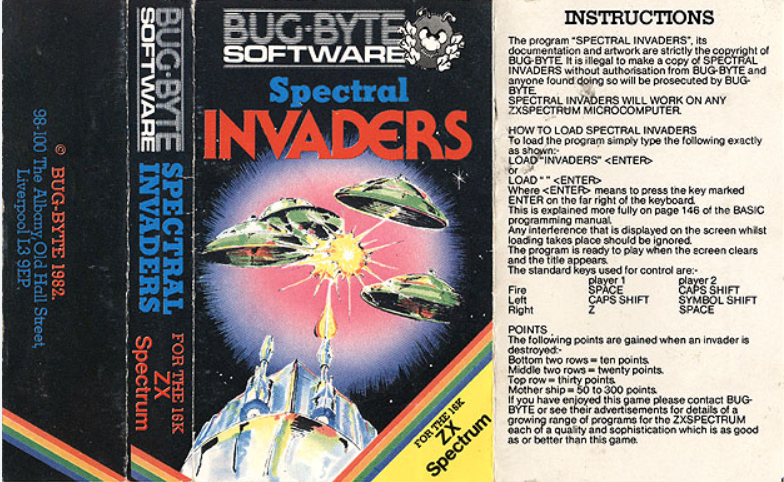 © BUG-BYTE 1982.
98-100 The Albany, Old Hall Street,
Liverpool L3 9EP
BUG-BYTE
SOFTWARE
SPECTRAL
INVADERS
FOR THE 16K
ZX
Spectrum
BUG-BYTE
SOFTWARE
Spectral
INVADERS
FOR THE 16K
ZX
Spectrum
INSTRUCTIONS
The program "SPECTRAL INVADERS", its
documentation and artwork are strictly the copyright of
BUG-BYTE. It is illegal to make a copy of SPECTRAL
INVADERS without authorisation from BUG-BYTE and
anyone found doing so will be prosecuted by BUG-
BYTE.
SPECTRAL INVADERS WILL WORK ON ANY
ZXSPECTRUM MICROCOMPUTER.
HOW TO LOAD SPECTRAL INVADERS
To load the program simply type the following exactly
as shown:-
LOAD "INVADERS" <ENTER>
or
LOAD " " <ENTER>
Where <ENTER> means to press the key marked
ENTER on the far right of the keyboard.
This is explained more fully on page 146 of the BASIC
programming manual.
Any interference that is displayed on the screen whilst
loading takes place should be ignored.
The program is ready to play when the screen clears
and the title appears.
The standard keys used for control are:-
player 1 player 2
Fire SPACE CAPS SHIFT
Left CAPS SHIFT SYMBOL SHIFT
Right Z SPACE
POINTS
The following points are gained when an invader is
destroyed:-
Bottom two rows = ten points.
Middle two rows = twenty points.
Top row = thirty points.
Mother ship = 50 to 300 points.
If you have enjoyed this game please contact BUG-
BYTE or see their advertisements for details of a
growing range of programs for the ZXSPECTRUM
each of a quality and sophistication which is as good
as or better than this game.